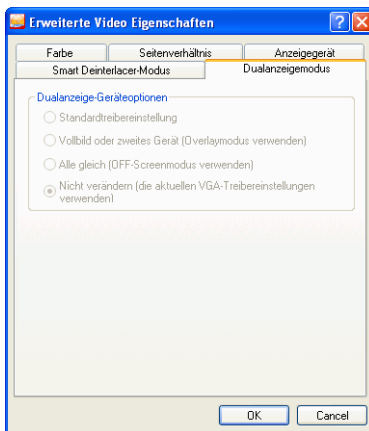 Erweiterte Video Eigenschaften
Farbe
Seitenverhältnis
Anzeigegerät
Smart Deinterlacer-Modus
Dualanzeigemodus
Dualanzeige-Geräteoptionen
Standardtreibereinstellung
Vollbild oder zweites Gerät (Overlaymodus verwenden)
Alle gleich (OFF-Screenmodus verwenden)
Nicht verändern (die aktuellen VGA-Treibereinstellungen
verwenden)
OK
Cancel